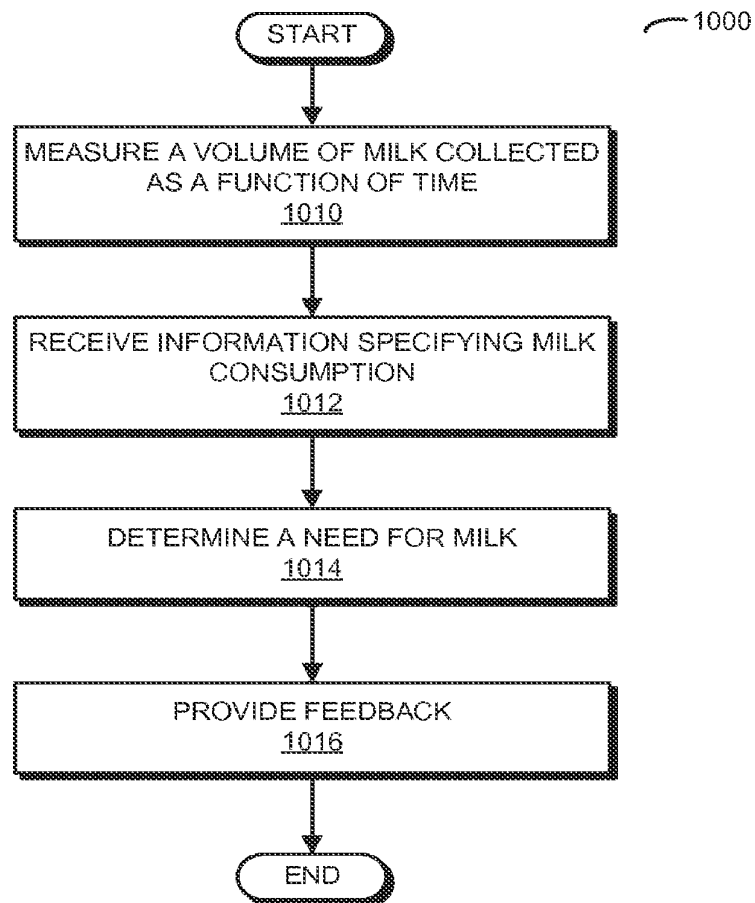 START
1000
MEASURE A VOLUME OF MILK COLLECTED
AS A FUNCTION OF TIME
1010
RECEIVE INFORMATION SPECIFYING MILK
CONSUMPTION
1012
DETERMINE A NEED FOR MILK
1014
PROVIDE FEEDBACK
1016
END